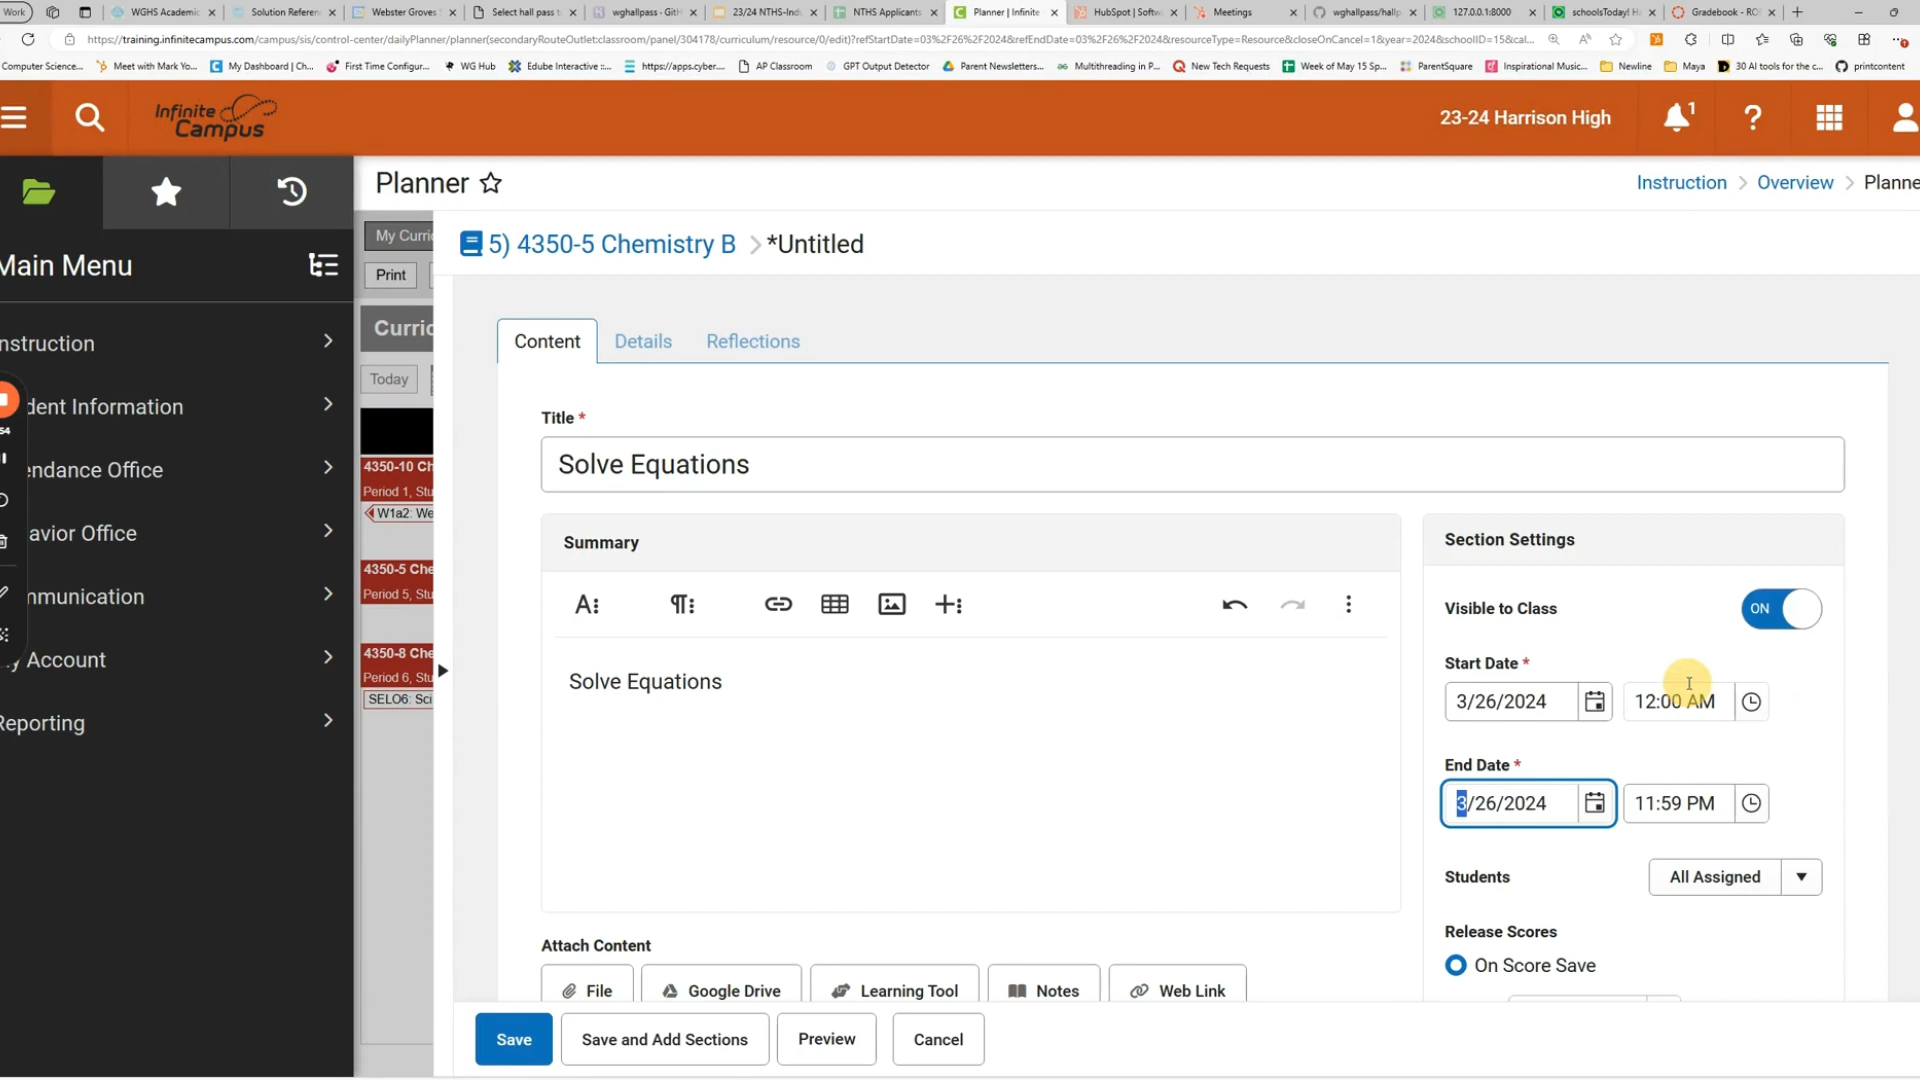 Work
WGHS Academic
Solution Referen
Webster Groves
Select hall pass t
wghallpass - GitH
23/24 NTHS-Ind
NTHS Applicants
Planner | Infinite
HubSpot | Softw
Meetings
wghallpass/hallp
127.0.0.1:8000
schoolsToday! Ha
Gradebook - RO
https://training.infinitecampus.com/campus/sis/control-center/dailyPlanner/planner(secondaryRouteOutlet:classroom/panel/304178/curriculum/resource/0/edit)?refStartDate=03%2F26%2F2024&refEndDate=03%2F26%2F2024&resourceType=Resource&closeOnCancel=1&year=2024&schoolID=15&cal...
Computer Science...
Meet with Mark Yo...
My Dashboard | Ch...
First Time Configur...
WG Hub
Edube Interactive ::...
https://apps.cyber....
AP Classroom
GPT Output Detector
Parent Newsletters...
Multithreading in P...
New Tech Requests
Week of May 15 Sp...
ParentSquare
Inspirational Music...
Newline
Maya
30 AI tools for the c...
printcontent
Infinite Campus
23-24 Harrison High
1
Planner
Instruction > Overview > Planne
Main Menu
My Curric
5) 4350-5 Chemistry B > *Untitled
Print
Curric
nstruction
Content
Details
Reflections
Today
dent Information
Title *
54
Solve Equations
endance Office
4350-10 Ch
Period 1, Stu
W1a2: We
avior Office
Summary
Section Settings
4350-5 Che
Period 5, Stu
mmunication
Visible to Class
ON
4350-8 Che
Period 6, Stu
SELO6: Sci
y Account
Solve Equations
Start Date *
3/26/2024
12:00 AM
Reporting
End Date *
3/26/2024
11:59 PM
Students
All Assigned
Release Scores
Attach Content
On Score Save
File
Google Drive
Learning Tool
Notes
Web Link
Save
Save and Add Sections
Preview
Cancel